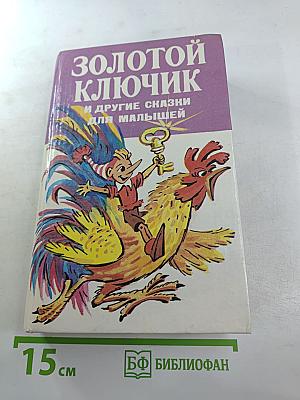 ЗОЛОТОЙ
КЛЮЧИК
И ДРУГИЕ СКАЗКИ
ДЛЯ МАЛЫШЕЙ
15 см
БФ БИБЛИОФАН